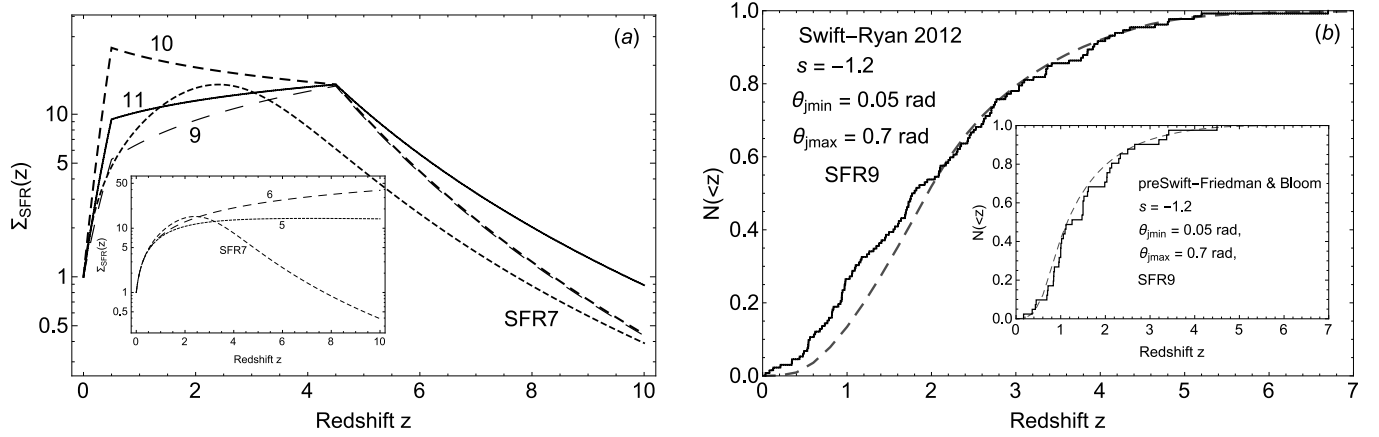 (a)
10
11
9
SFR7
Σ_SFR(z)
10
5
1
0.5
0 2 4 6 8 10
Redshift z
6
5
SFR7
Σ_SFR(z)
50
10
5
1
0,5
0 2 4 6 8 10
Redshift z
(b)
Swift–Ryan 2012
s = −1.2
θ_jmin = 0.05 rad
θ_jmax = 0.7 rad
SFR9
N(<z)
1.0
0.8
0.6
0.4
0.2
0.0
0 1 2 3 4 5 6 7
Redshift z
preSwift–Friedman & Bloom
s = −1.2
θ_jmin = 0.05 rad,
θ_jmax = 0.7 rad,
SFR9
N(<z)
1.0
0.8
0.6
0.4
0.2
0.0
0 1 2 3 4 5 6 7
Redshift z